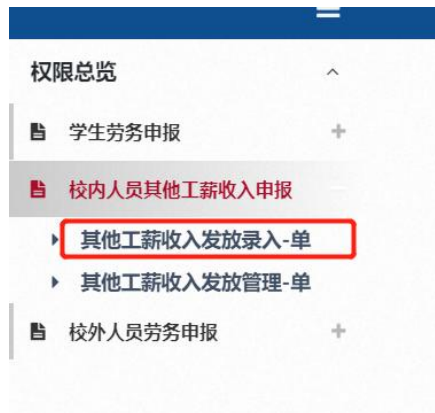 权限总览
学生劳务申报
校内人员其他工薪收入申报
其他工薪收入发放录入-单
其他工薪收入发放管理-单
校外人员劳务申报